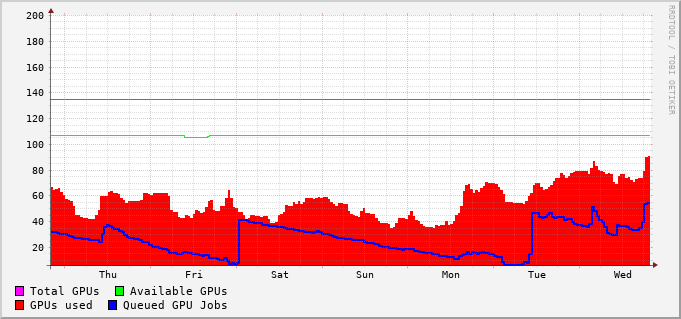 200
180
160
140
120
100
80
60
40
20
Thu Fri Sat Sun Mon Tue Wed
Total GPUs Available GPUs
GPUs used Queued GPU Jobs
RRDTOOL / TOBI OETIKER